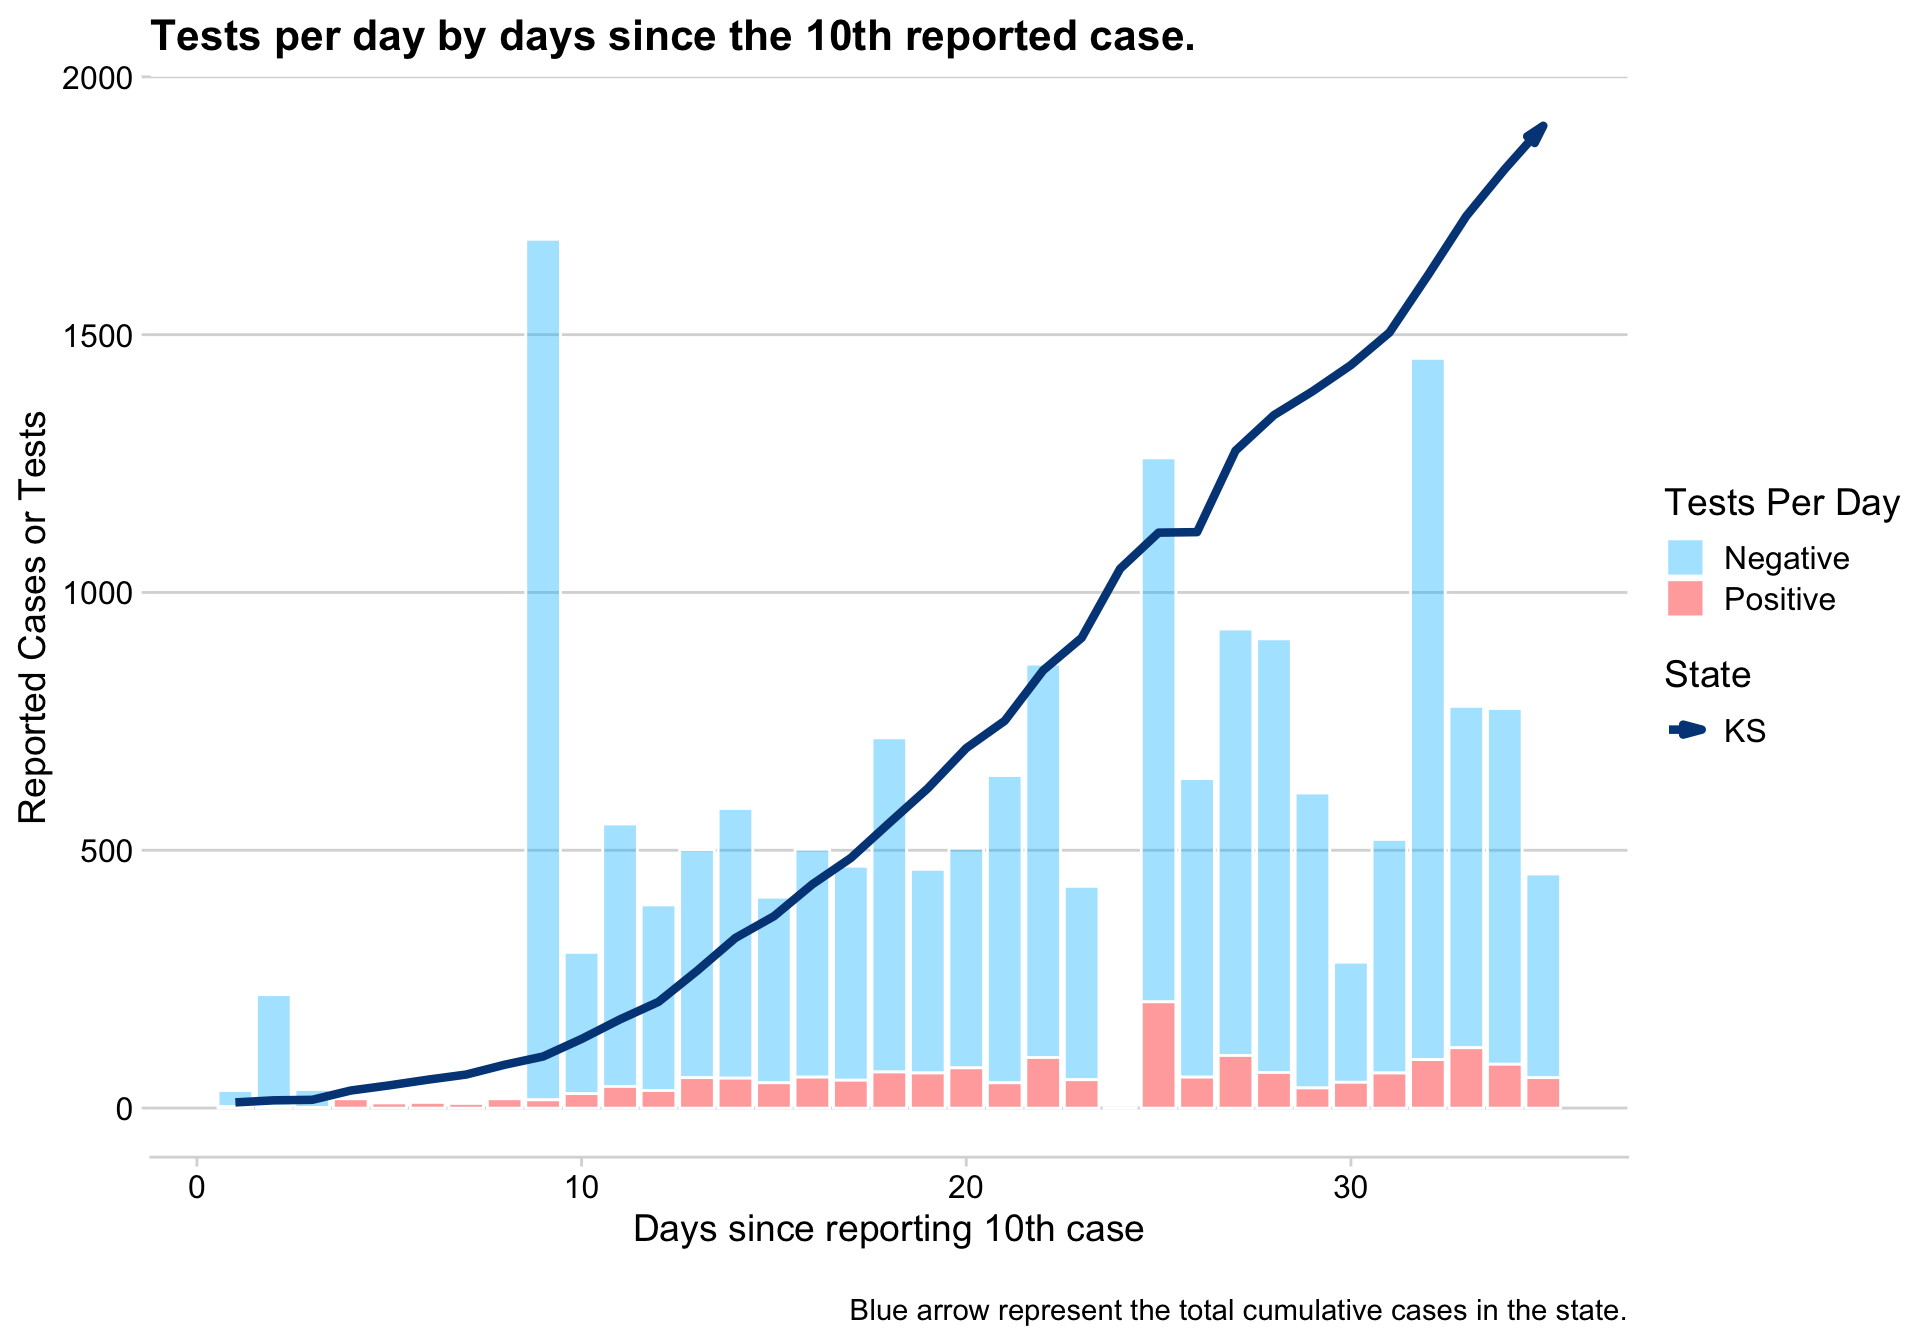 Tests per day by days since the 10th reported case.
2000
1500
1000
500
0
Reported Cases or Tests
0
10
20
30
Days since reporting 10th case
Tests Per Day
Negative
Positive
State
KS
Blue arrow represent the total cumulative cases in the state.